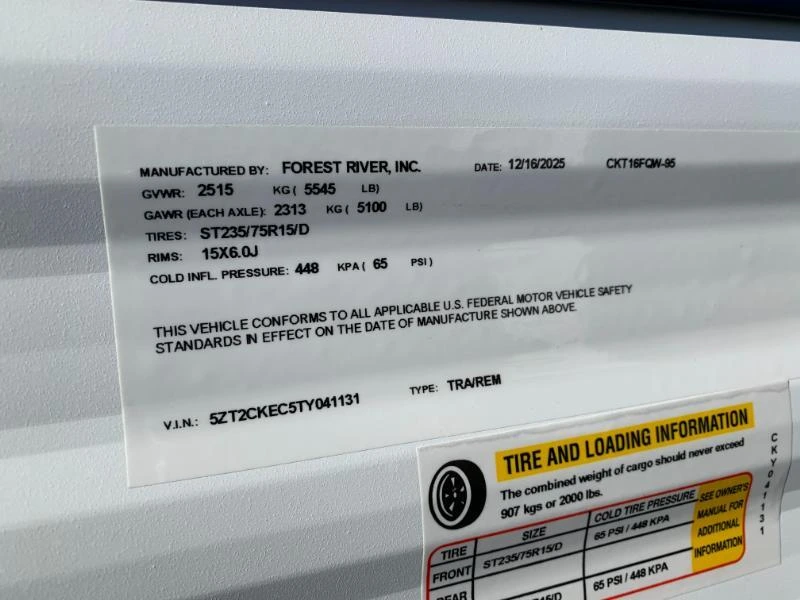 MANUFACTURED BY: FOREST RIVER, INC. DATE: 12/16/2025 CKT16FQW-95
GVWR: 2515 KG ( 5545 LB)
GAWR (EACH AXLE): 2313 KG ( 5100 LB)
TIRES: ST235/75R15/D
RIMS: 15X6.0J
COLD INFL. PRESSURE: 448 KPA ( 65 PSI )
THIS VEHICLE CONFORMS TO ALL APPLICABLE U.S. FEDERAL MOTOR VEHICLE SAFETY
STANDARDS IN EFFECT ON THE DATE OF MANUFACTURE SHOWN ABOVE.
V.I.N.: 5ZT2CKEC5TY041131 TYPE: TRA/REM
TIRE AND LOADING INFORMATION
The combined weight of cargo should never exceed
907 kgs or 2000 lbs.
TIRE SIZE COLD TIRE PRESSURE
FRONT ST235/75R15/D 65 PSI / 448 KPA
65 PSI / 448 KPA
SEE OWNER'S
MANUAL FOR
ADDITIONAL
INFORMATION
CKY041131